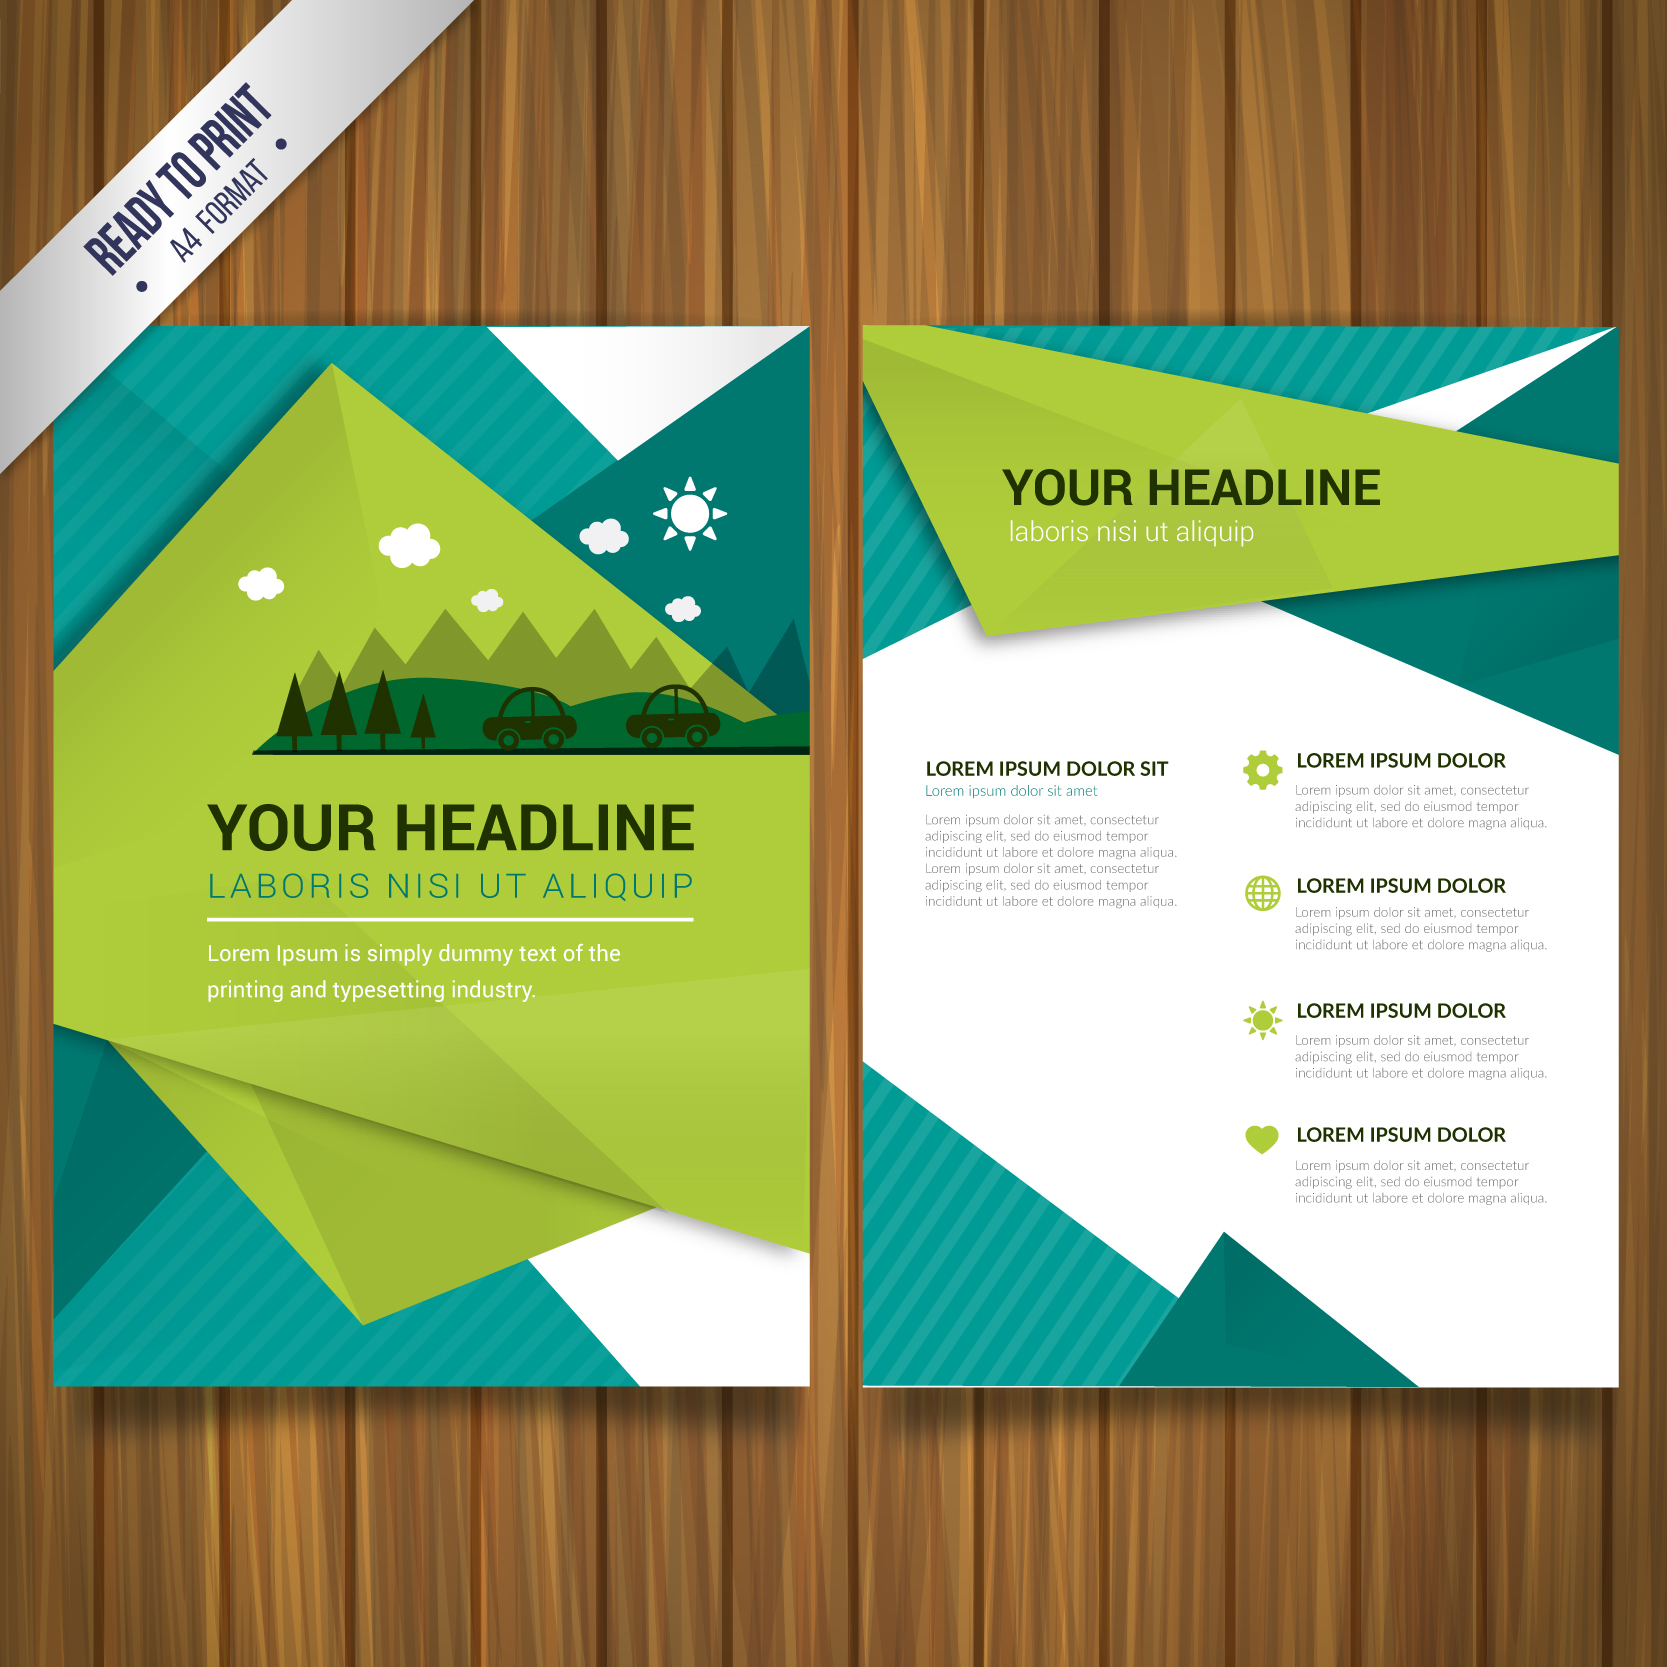 READY TO PRINT
• A4 FORMAT •
YOUR HEADLINE
LABORIS NISI UT ALIQUIP
Lorem Ipsum is simply dummy text of the
printing and typesetting industry.
YOUR HEADLINE
laboris nisi ut aliquip
LOREM IPSUM DOLOR SIT
Lorem ipsum dolor sit amet
Lorem ipsum dolor sit amet, consectetur
adipiscing elit, sed do eiusmod tempor
incididunt ut labore et dolore magna aliqua.
Lorem ipsum dolor sit amet, consectetur
adipiscing elit, sed do eiusmod tempor
incididunt ut labore et dolore magna aliqua.
LOREM IPSUM DOLOR
Lorem ipsum dolor sit amet, consectetur
adipiscing elit, sed do eiusmod tempor
incididunt ut labore et dolore magna aliqua.
LOREM IPSUM DOLOR
Lorem ipsum dolor sit amet, consectetur
adipiscing elit, sed do eiusmod tempor
incididunt ut labore et dolore magna aliqua.
LOREM IPSUM DOLOR
Lorem ipsum dolor sit amet, consectetur
adipiscing elit, sed do eiusmod tempor
incididunt ut labore et dolore magna aliqua.
LOREM IPSUM DOLOR
Lorem ipsum dolor sit amet, consectetur
adipiscing elit, sed do eiusmod tempor
incididunt ut labore et dolore magna aliqua.